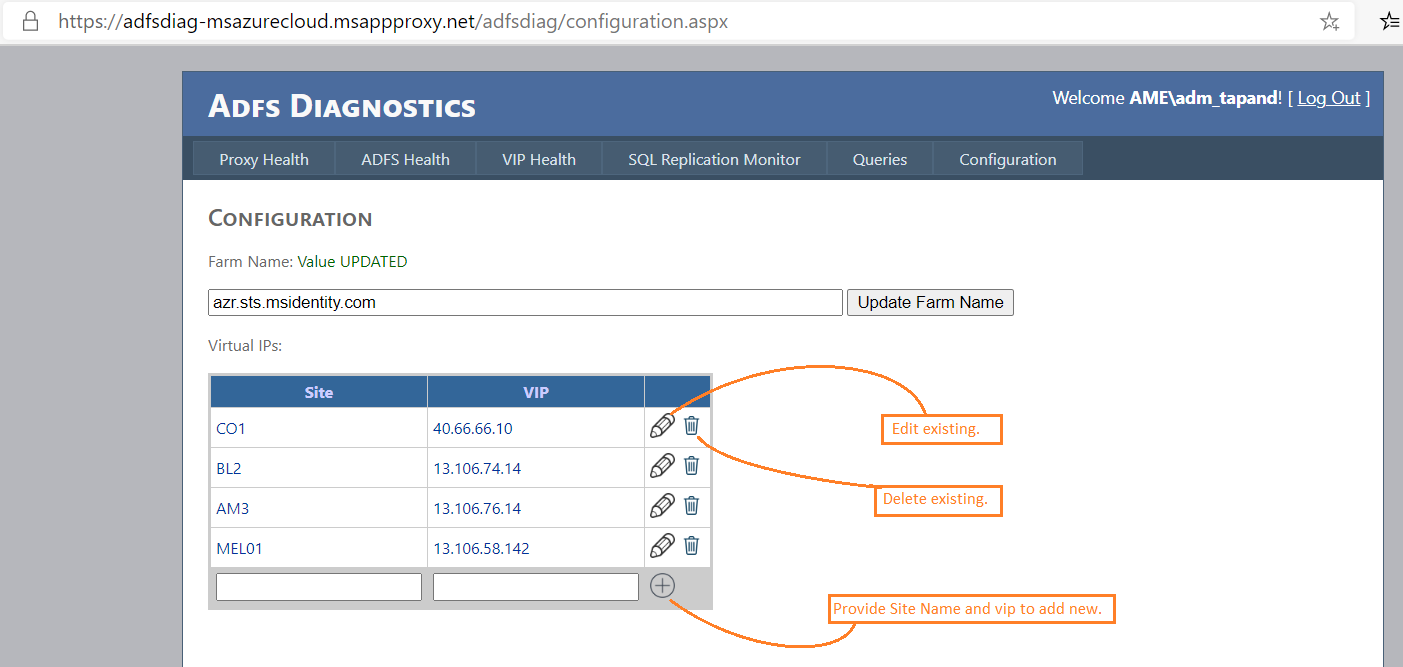 https://adfsdiag-msazurecloud.msappproxy.net/adfsdiag/configuration.aspx
Adfs Diagnostics
Welcome AME\adm_tapand! [ Log Out ]
Proxy Health ADFS Health VIP Health SQL Replication Monitor Queries Configuration
Configuration
Farm Name: Value UPDATED
azr.sts.msidentity.com Update Farm Name
Virtual IPs:
Site VIP
CO1 40.66.66.10
Edit existing.
BL2 13.106.74.14
Delete existing.
AM3 13.106.76.14
MEL01 13.106.58.142
Provide Site Name and vip to add new.